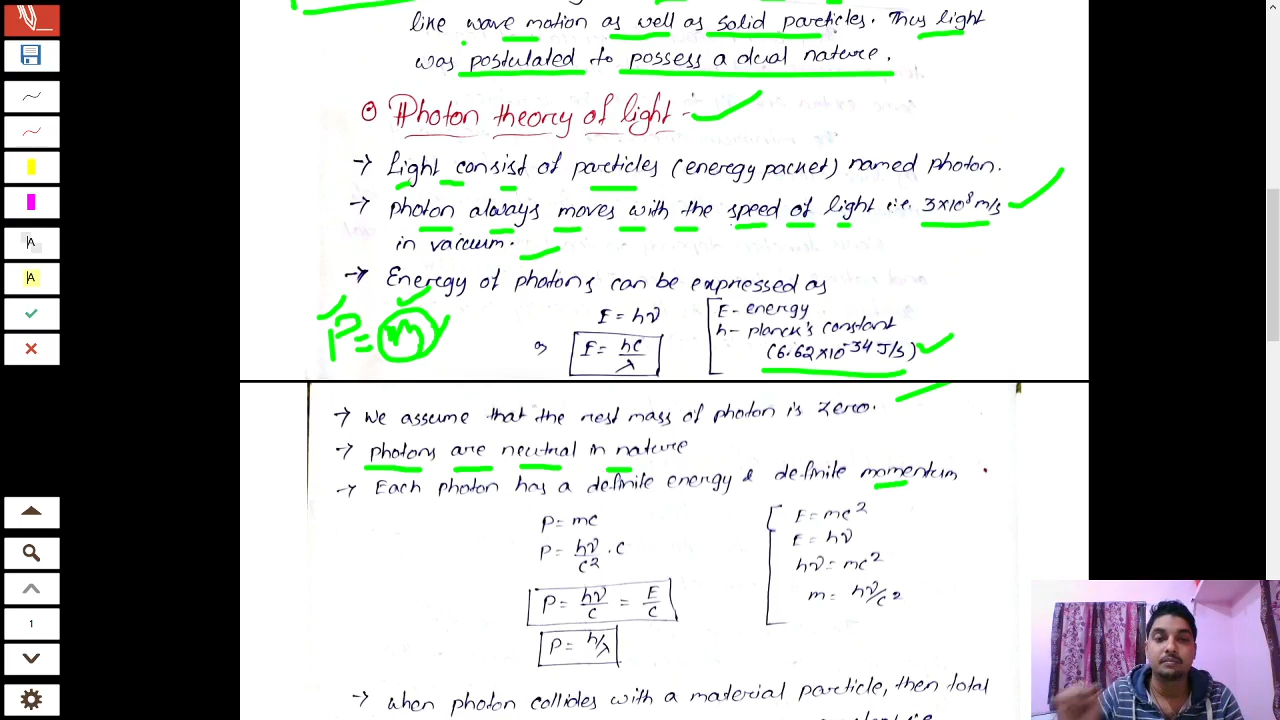 like wave motion as well as solid particles. Thus light
was postulated to possess a dual nature.
Photon theory of light -
→ Light consist of particles (energy packet) named photon.
→ photon always moves with the speed of light i.e. 3×10⁸ m/s
in vacuum.
→ Energy of photons can be expressed as
E = hν
⇒ E = hc/λ
E - energy
h - planck's constant
(6.62×10⁻³⁴ J/s)
P = m
→ We assume that the rest mass of photon is zero.
→ photons are neutral in nature
→ Each photon has a definite energy & definite momentum
P = mc
P = hν/c² · c
P = hν/c = E/c
P = h/λ
E = mc²
E = hν
hν = mc²
m = hν/c²
→ when photon collides with a material particle, then total
A
A
1